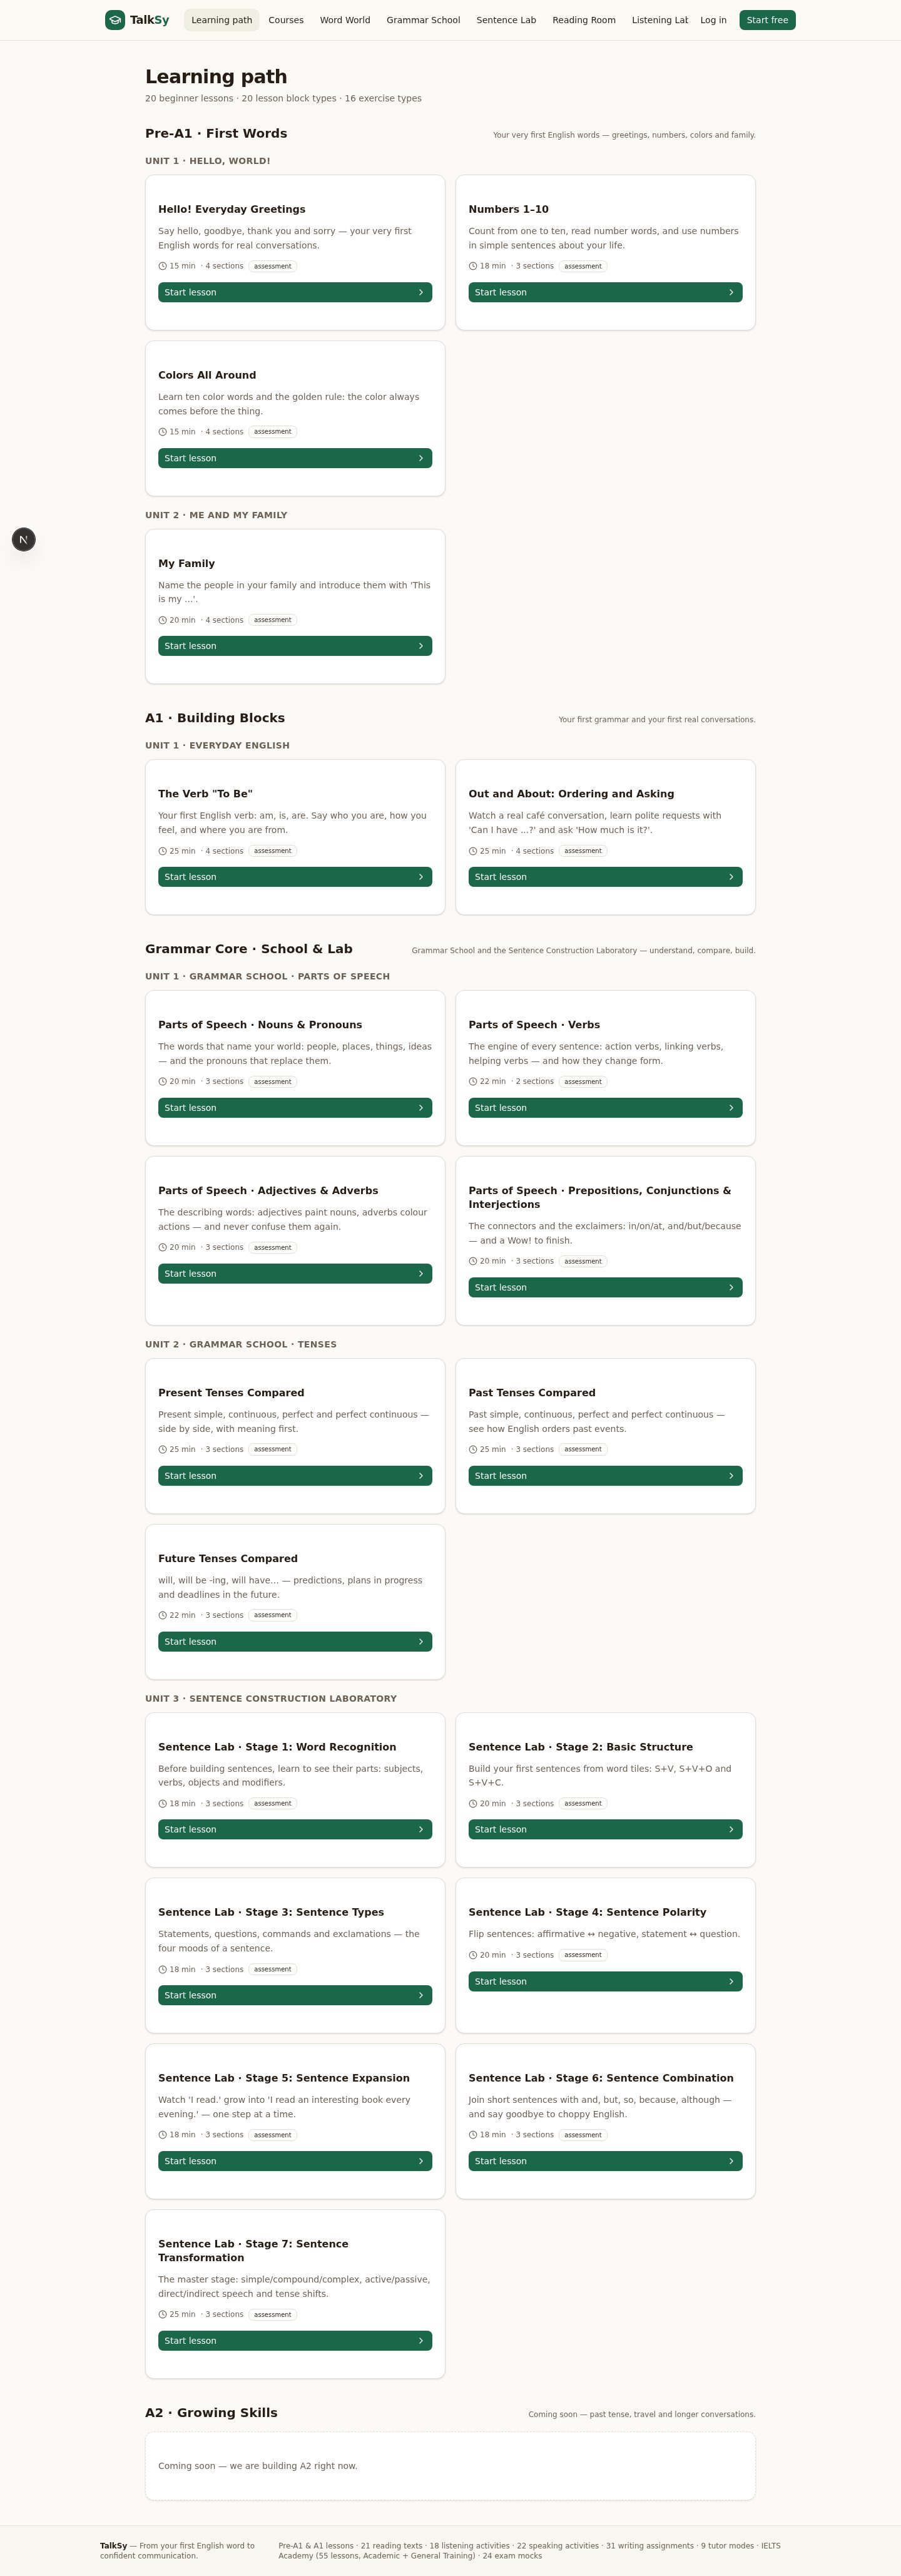 TalkSy
Learning path
Courses
Word World
Grammar School
Sentence Lab
Reading Room
Listening Lab
Log in
Start free
Learning path
20 beginner lessons · 20 lesson block types · 16 exercise types
Pre-A1 · First Words
Your very first English words — greetings, numbers, colors and family.
UNIT 1 · HELLO, WORLD!
Hello! Everyday Greetings
Say hello, goodbye, thank you and sorry — your very first
English words for real conversations.
15 min · 4 sections assessment
Start lesson
Numbers 1–10
Count from one to ten, read number words, and use numbers
in simple sentences about your life.
18 min · 3 sections assessment
Start lesson
Colors All Around
Learn ten color words and the golden rule: the color always
comes before the thing.
15 min · 4 sections assessment
Start lesson
UNIT 2 · ME AND MY FAMILY
My Family
Name the people in your family and introduce them with 'This
is my ...'.
20 min · 4 sections assessment
Start lesson
A1 · Building Blocks
Your first grammar and your first real conversations.
UNIT 1 · EVERYDAY ENGLISH
The Verb "To Be"
Your first English verb: am, is, are. Say who you are, how you
feel, and where you are from.
25 min · 4 sections assessment
Start lesson
Out and About: Ordering and Asking
Watch a real café conversation, learn polite requests with
'Can I have ...?' and ask 'How much is it?'.
25 min · 4 sections assessment
Start lesson
Grammar Core · School & Lab
Grammar School and the Sentence Construction Laboratory — understand, compare, build.
UNIT 1 · GRAMMAR SCHOOL · PARTS OF SPEECH
Parts of Speech · Nouns & Pronouns
The words that name your world: people, places, things, ideas
— and the pronouns that replace them.
20 min · 3 sections assessment
Start lesson
Parts of Speech · Verbs
The engine of every sentence: action verbs, linking verbs,
helping verbs — and how they change form.
22 min · 2 sections assessment
Start lesson
Parts of Speech · Adjectives & Adverbs
The describing words: adjectives paint nouns, adverbs colour
actions — and never confuse them again.
20 min · 3 sections assessment
Start lesson
Parts of Speech · Prepositions, Conjunctions &
Interjections
The connectors and the exclaimers: in/on/at, and/but/because
— and a Wow! to finish.
20 min · 3 sections assessment
Start lesson
UNIT 2 · GRAMMAR SCHOOL · TENSES
Present Tenses Compared
Present simple, continuous, perfect and perfect continuous —
side by side, with meaning first.
25 min · 3 sections assessment
Start lesson
Past Tenses Compared
Past simple, continuous, perfect and perfect continuous —
see how English orders past events.
25 min · 3 sections assessment
Start lesson
Future Tenses Compared
will, will be -ing, will have… — predictions, plans in progress
and deadlines in the future.
22 min · 3 sections assessment
Start lesson
UNIT 3 · SENTENCE CONSTRUCTION LABORATORY
Sentence Lab · Stage 1: Word Recognition
Before building sentences, learn to see their parts: subjects,
verbs, objects and modifiers.
18 min · 3 sections assessment
Start lesson
Sentence Lab · Stage 2: Basic Structure
Build your first sentences from word tiles: S+V, S+V+O and
S+V+C.
20 min · 3 sections assessment
Start lesson
Sentence Lab · Stage 3: Sentence Types
Statements, questions, commands and exclamations — the
four moods of a sentence.
18 min · 3 sections assessment
Start lesson
Sentence Lab · Stage 4: Sentence Polarity
Flip sentences: affirmative ↔ negative, statement ↔ question.
20 min · 3 sections assessment
Start lesson
Sentence Lab · Stage 5: Sentence Expansion
Watch 'I read.' grow into 'I read an interesting book every
evening.' — one step at a time.
18 min · 3 sections assessment
Start lesson
Sentence Lab · Stage 6: Sentence Combination
Join short sentences with and, but, so, because, although —
and say goodbye to choppy English.
18 min · 3 sections assessment
Start lesson
Sentence Lab · Stage 7: Sentence
Transformation
The master stage: simple/compound/complex, active/passive,
direct/indirect speech and tense shifts.
25 min · 3 sections assessment
Start lesson
A2 · Growing Skills
Coming soon — past tense, travel and longer conversations.
Coming soon — we are building A2 right now.
TalkSy — From your first English word to
confident communication.
Pre-A1 & A1 lessons · 21 reading texts · 18 listening activities · 22 speaking activities · 31 writing assignments · 9 tutor modes · IELTS
Academy (55 lessons, Academic + General Training) · 24 exam mocks